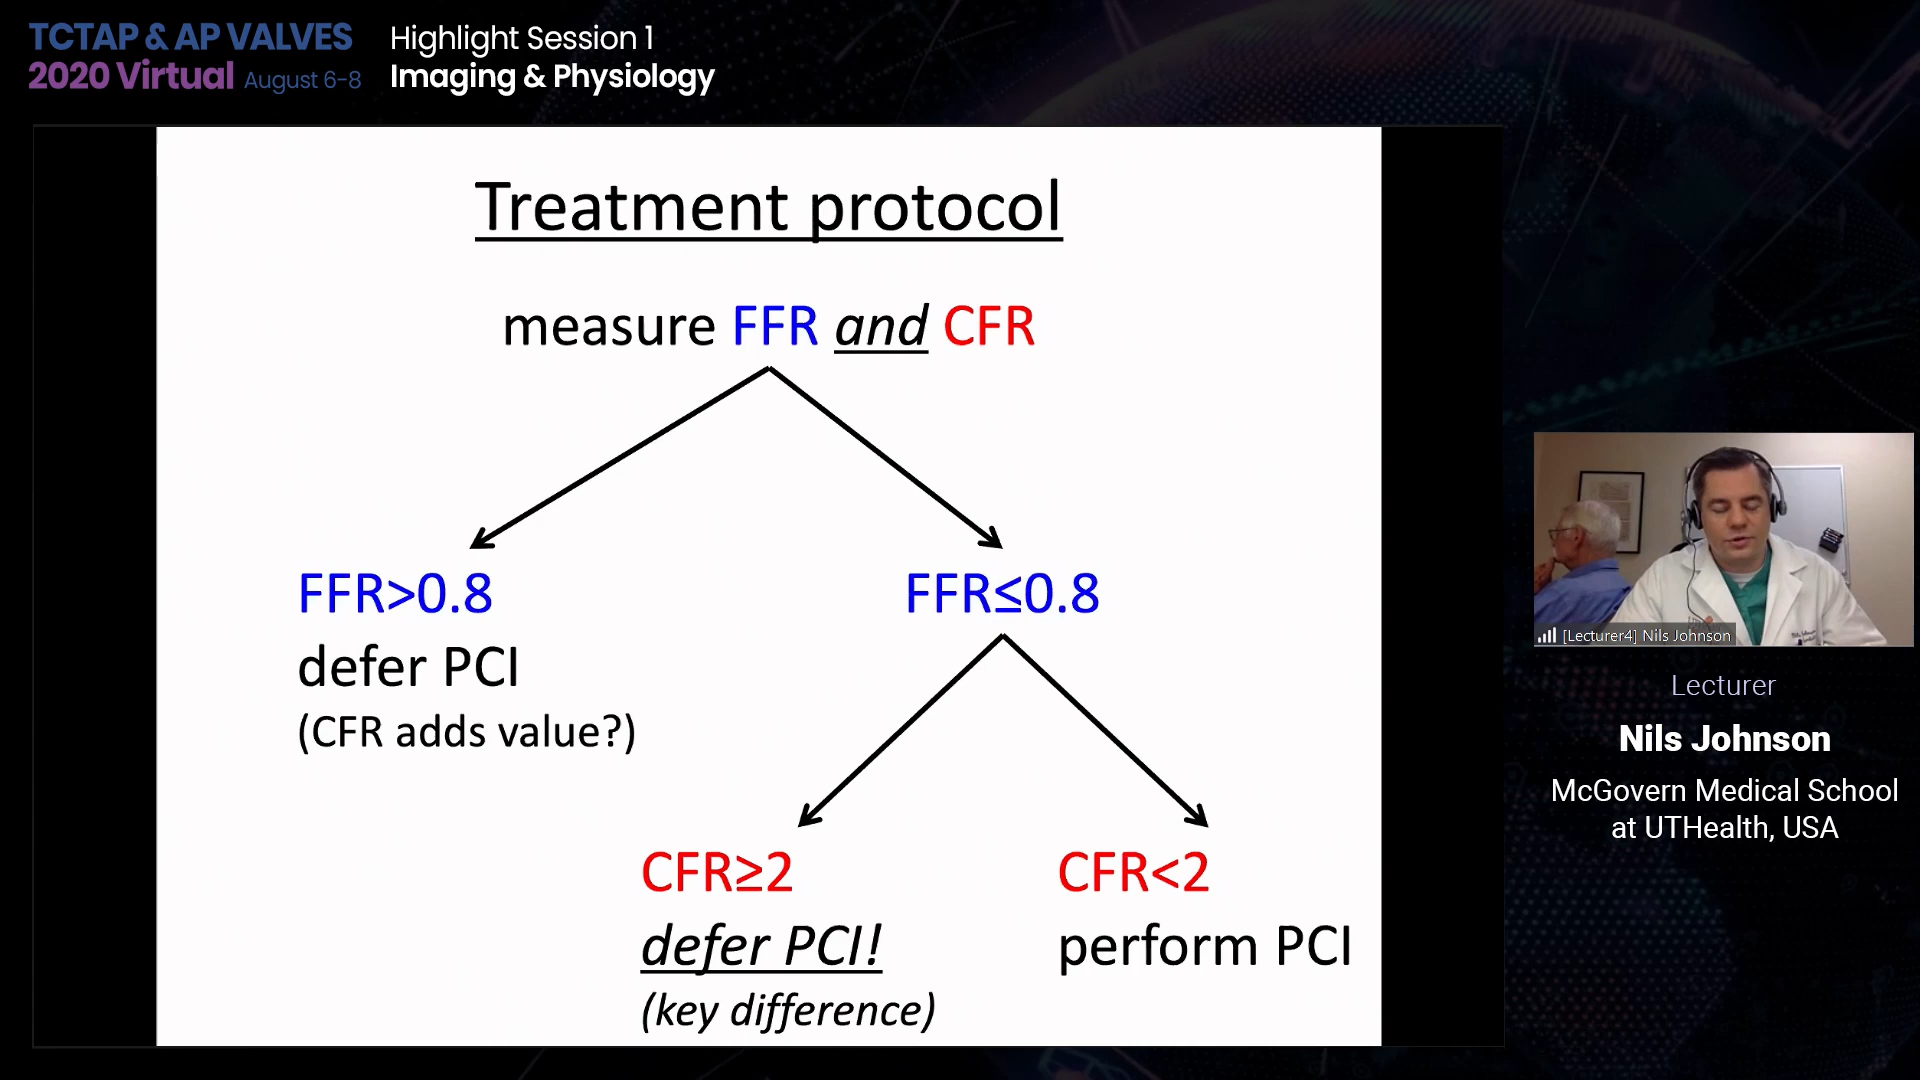 TCTAP & AP VALVES
2020 Virtual August 6-8
Highlight Session 1
Imaging & Physiology
Treatment protocol
measure FFR and CFR
FFR>0.8
defer PCI
(CFR adds value?)
FFR≤0.8
CFR≥2
defer PCI!
(key difference)
CFR<2
perform PCI
[Lecturer4] Nils Johnson
Lecturer
Nils Johnson
McGovern Medical School
at UTHealth, USA